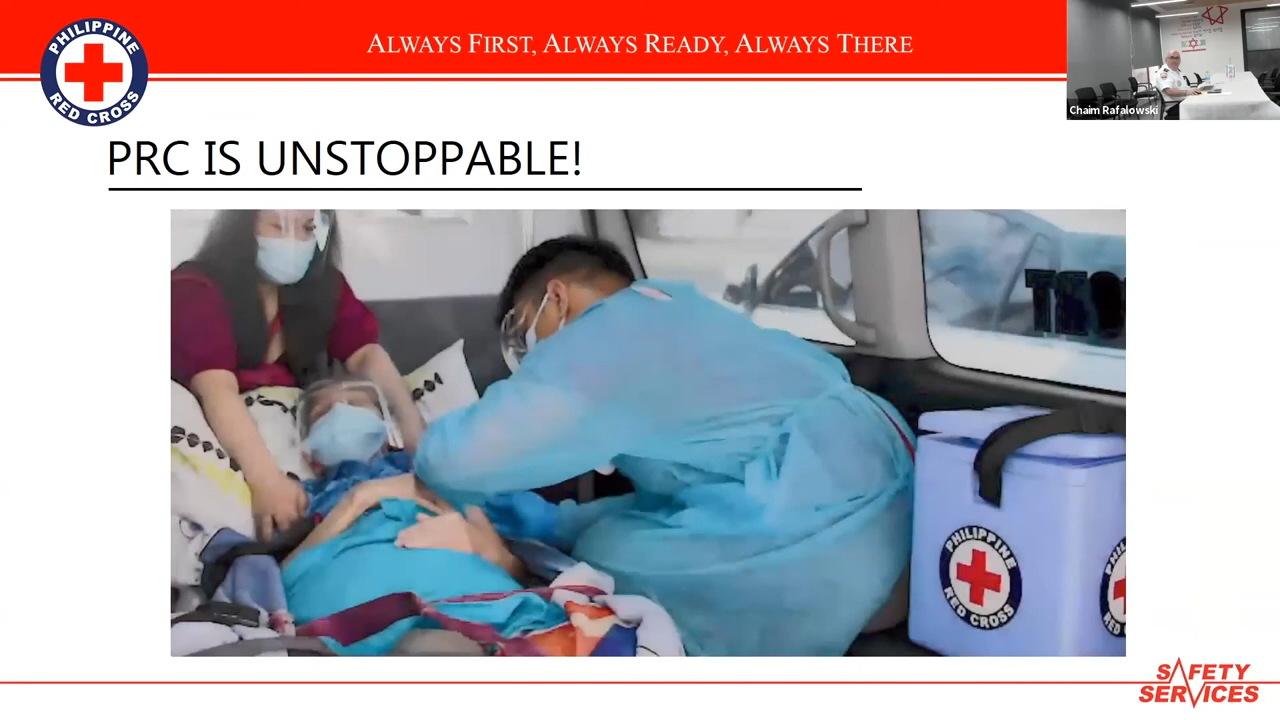 ALWAYS FIRST, ALWAYS READY, ALWAYS THERE
PHILIPPINE
RED CROSS
Chaim Rafalowski
PRC IS UNSTOPPABLE!
PHILIPPINE
RED CROSS
SAFETY
SERVICES